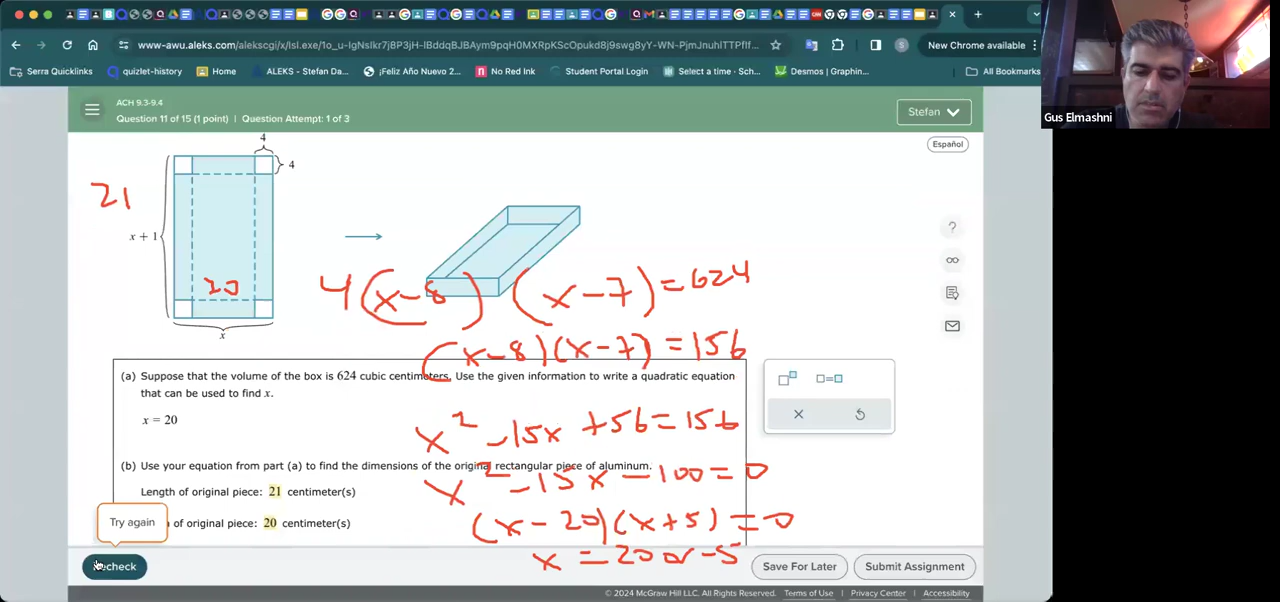 www-awu.aleks.com/alekscgi/x/Isl.exe/
New Chrome available
Serra Quicklinks
quizlet-history
Home
ALEKS - Stefan Da...
¡Feliz Año Nuevo 2...
No Red Ink
Student Portal Login
Select a time · Sch...
Desmos | Graphin...
All Bookmarks
Gus Elmashni
ACH 9.3-9.4
Question 11 of 15 (1 point) | Question Attempt: 1 of 3
Stefan
Español
4
4
21
x + 1
20
x
4(x-8) (x-7)=624
(x-8)(x-7)=156
(a) Suppose that the volume of the box is 624 cubic centimeters. Use the given information to write a quadratic equation
that can be used to find x.
x = 20
x²-15x+56=156
(b) Use your equation from part (a) to find the dimensions of the original rectangular piece of aluminum.
x²-15x-100=0
Length of original piece: 21 centimeter(s)
(x-20)(x+5)=0
Try again
of original piece: 20 centimeter(s)
x=20 or -5
Save For Later
Submit Assignment
© 2024 McGraw Hill LLC. All Rights Reserved. Terms of Use | Privacy Center | Accessibility